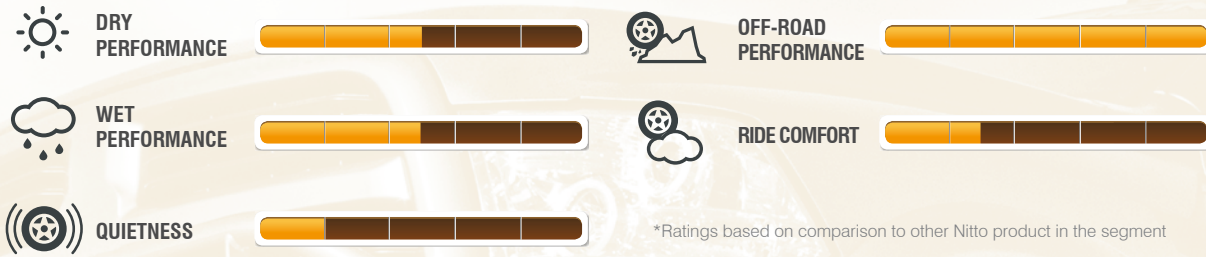 DRY
PERFORMANCE
OFF-ROAD
PERFORMANCE
WET
PERFORMANCE
RIDE COMFORT
QUIETNESS
*Ratings based on comparison to other Nitto product in the segment